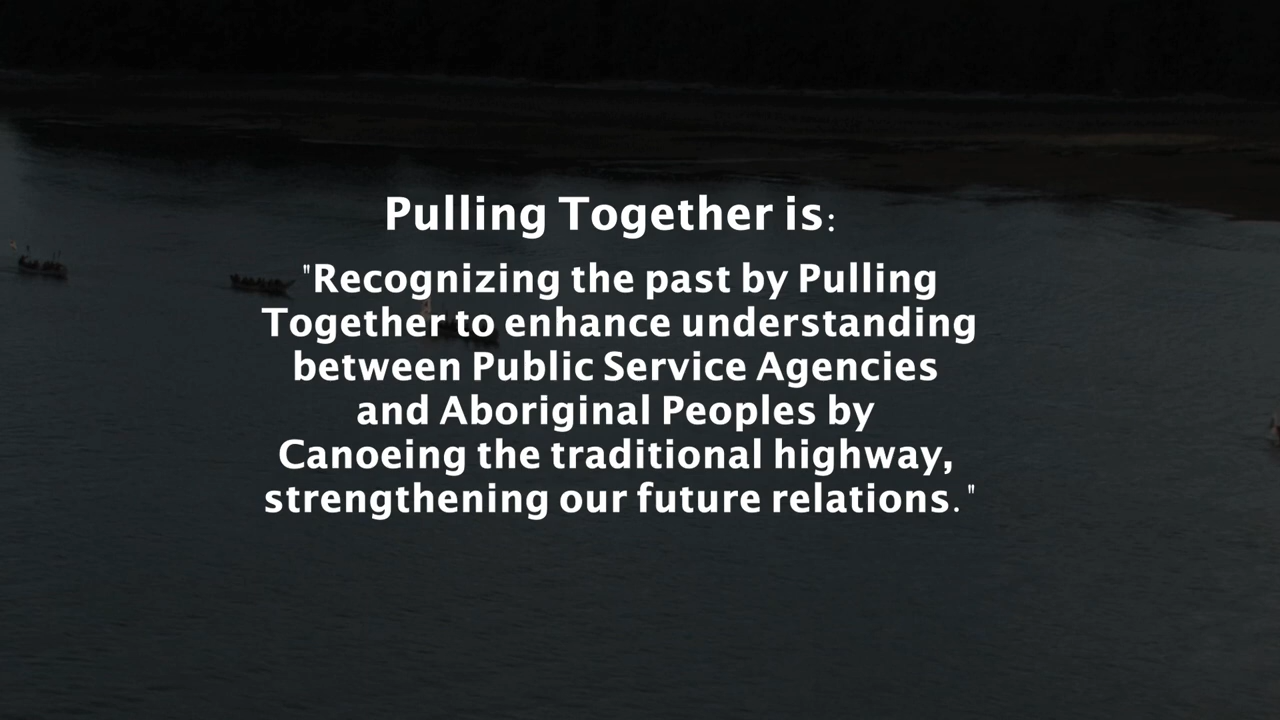 Pulling Together is:
"Recognizing the past by Pulling
Together to enhance understanding
between Public Service Agencies
and Aboriginal Peoples by
Canoeing the traditional highway,
strengthening our future relations."